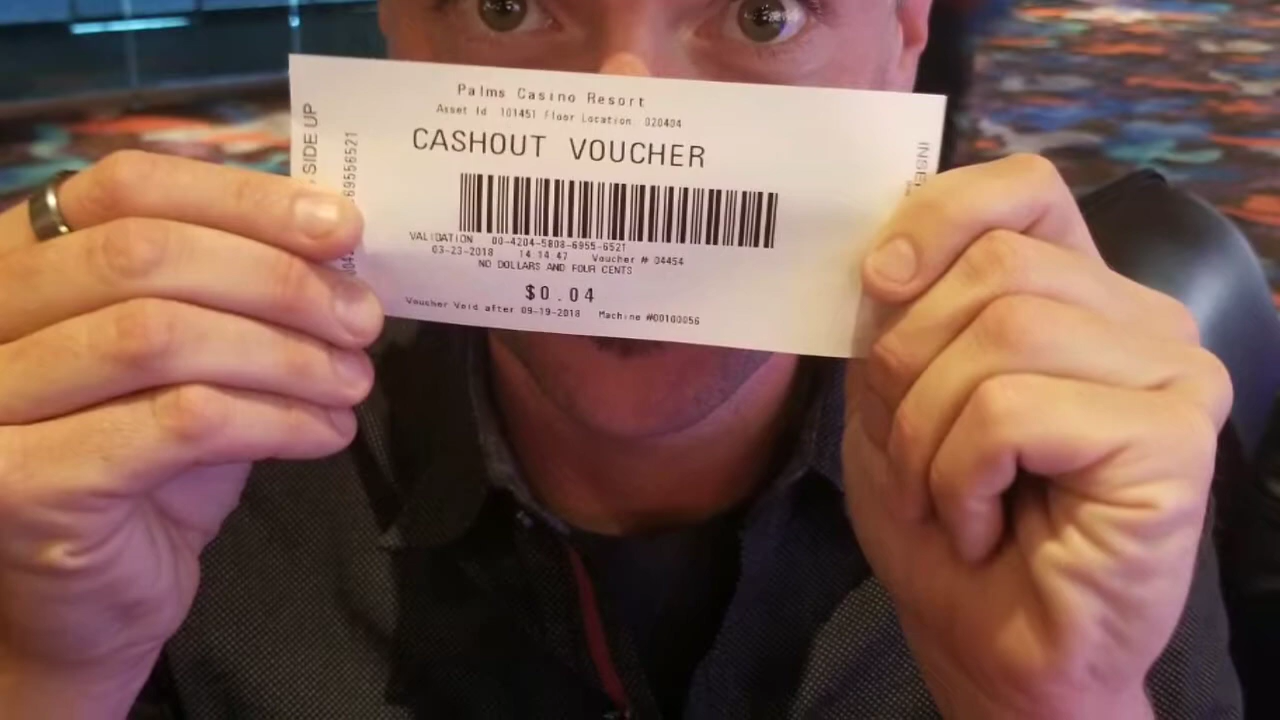 Palms Casino Resort
Asset Id 101451 Floor Location 020404
CASHOUT VOUCHER
SIDE UP
69556521
VALIDATION 00-4204-5808-6955-6521
03-23-2018 14 14 47 Voucher # 04454
NO DOLLARS AND FOUR CENTS
$0.04
Voucher Void after 09-19-2018 Machine #00100056